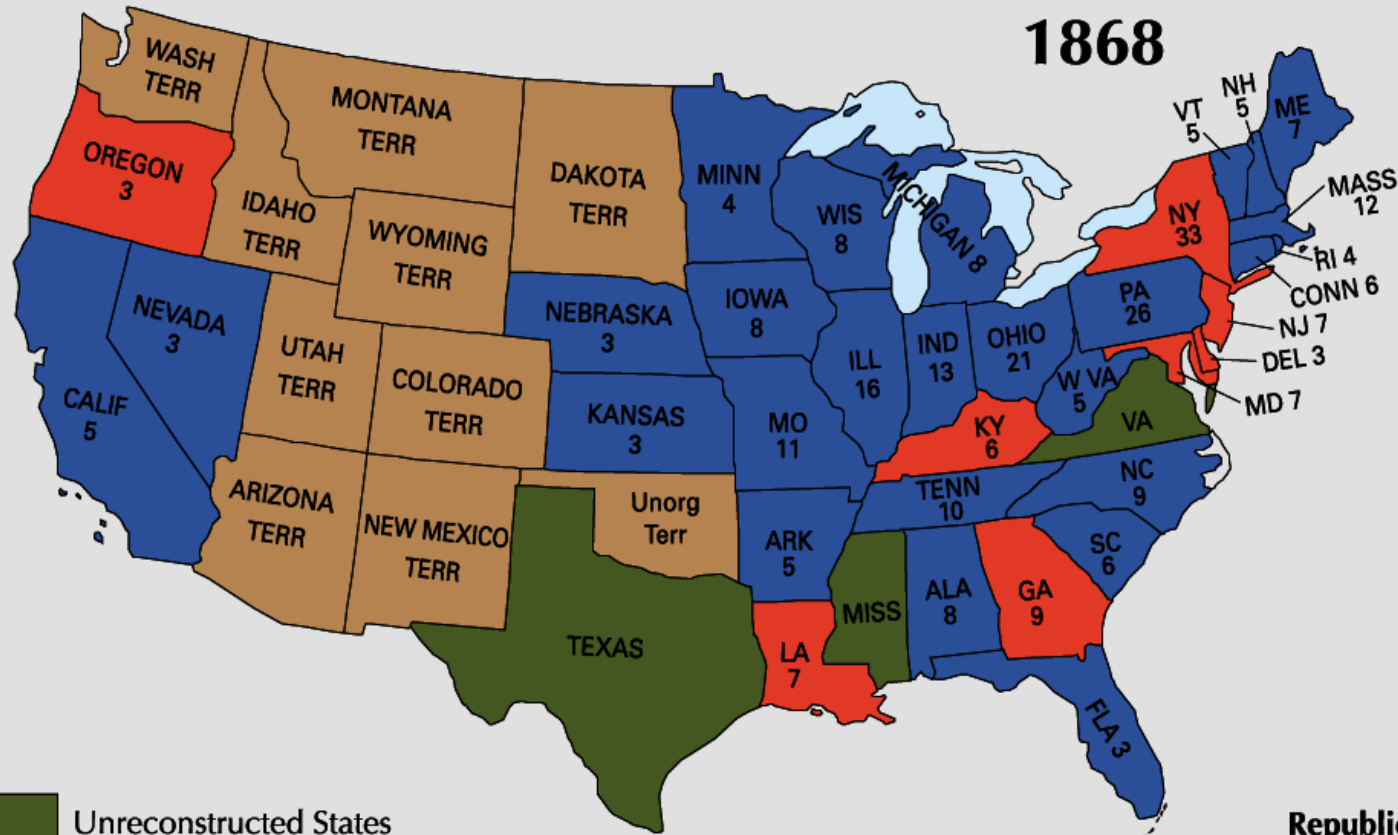 1868
WASH
TERR
MONTANA
TERR
OREGON
3
IDAHO
TERR
WYOMING
TERR
DAKOTA
TERR
MINN
4
WIS
8
MICHIGAN 8
VT
5
NH
5
ME
7
MASS
12
NY
33
RI 4
CONN 6
NJ 7
DEL 3
MD 7
PA
26
NEVADA
3
CALIF
5
UTAH
TERR
COLORADO
TERR
NEBRASKA
3
KANSAS
3
IOWA
8
MO
11
ILL
16
IND
13
OHIO
21
W VA
5
VA
KY
6
TENN
10
NC
9
SC
6
ARIZONA
TERR
NEW MEXICO
TERR
Unorg
Terr
ARK
5
TEXAS
LA
7
MISS
ALA
8
GA
9
FLA 3
Unreconstructed States
Republic